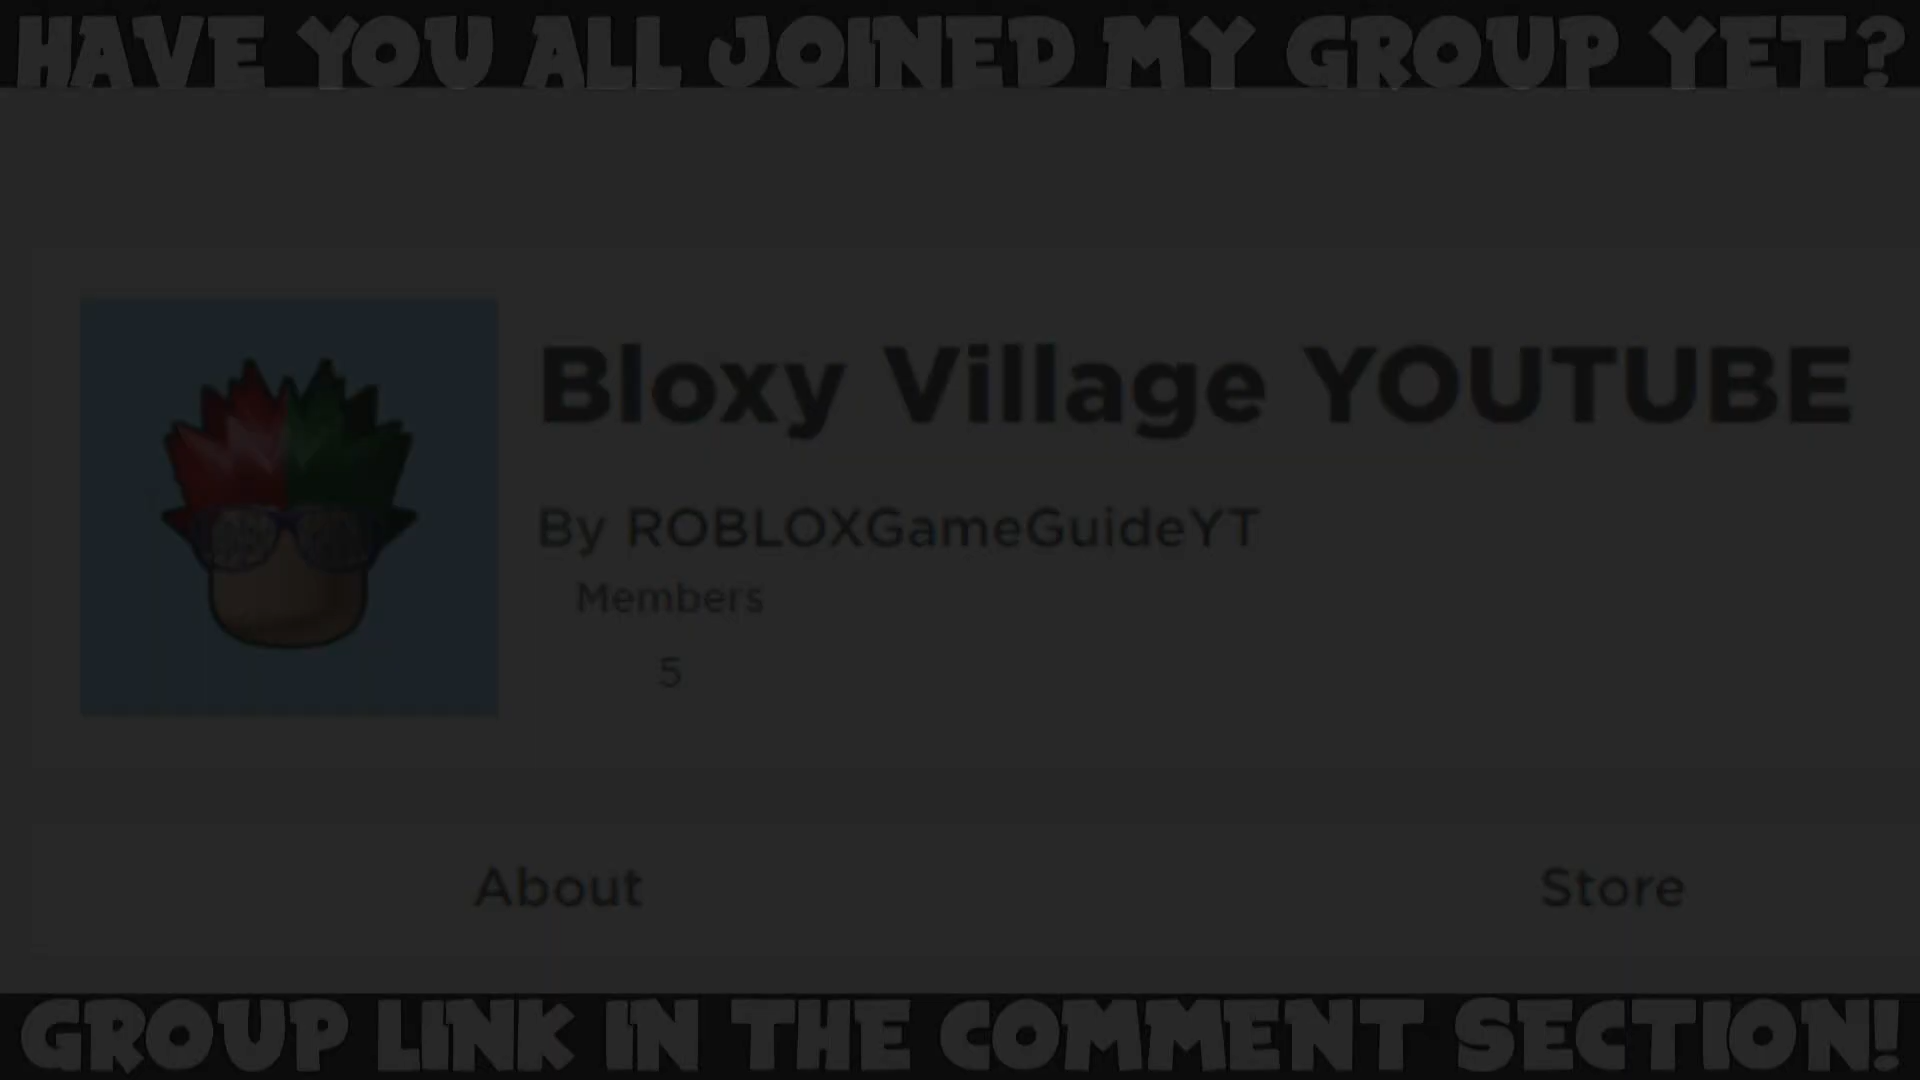 HAVE YOU ALL JOINED MY GROUP YET?
Bloxy Village YOUTUBE
By ROBLOXGameGuideYT
Members
5
About
Store
GROUP LINK IN THE COMMENT SECTION!